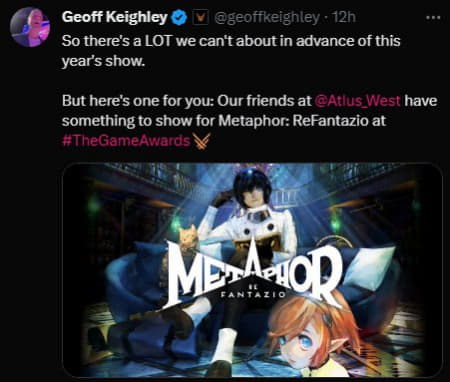 Geoff Keighley @geoffkeighley · 12h
So there's a LOT we can't about in advance of this
year's show.
But here's one for you: Our friends at @Atlus_West have
something to show for Metaphor: ReFantazio at
#TheGameAwards
METAPHOR
RE
FANTAZIO